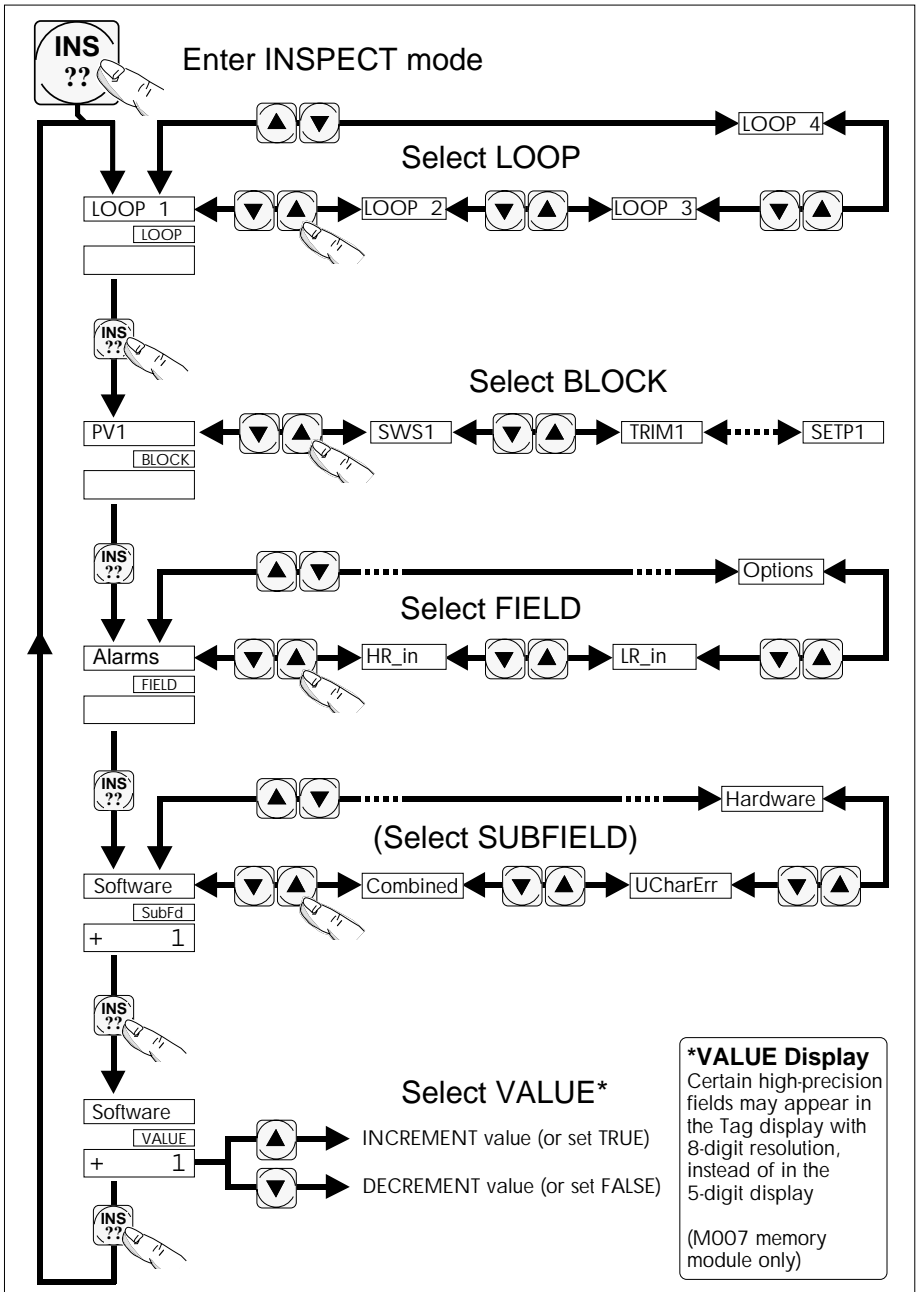 INS
??
Enter INSPECT mode
▲ ▼
LOOP 4
Select LOOP
LOOP 1
▼ ▲
LOOP 2
▼ ▲
LOOP 3
▼ ▲
LOOP
INS
??
Select BLOCK
PV1
▼ ▲
SWS1
▼ ▲
TRIM1
SETP1
BLOCK
INS
??
▲ ▼
Options
Select FIELD
Alarms
▼ ▲
HR_in
▼ ▲
LR_in
▼ ▲
FIELD
INS
??
▲ ▼
Hardware
(Select SUBFIELD)
Software
▼ ▲
Combined
▼ ▲
UCharErr
▼ ▲
SubFd
+ 1
INS
??
Select VALUE*
Software
VALUE
+ 1
▲
INCREMENT value (or set TRUE)
▼
DECREMENT value (or set FALSE)
INS
??
*VALUE Display
Certain high-precision
fields may appear in
the Tag display with
8-digit resolution,
instead of in the
5-digit display
(M007 memory
module only)